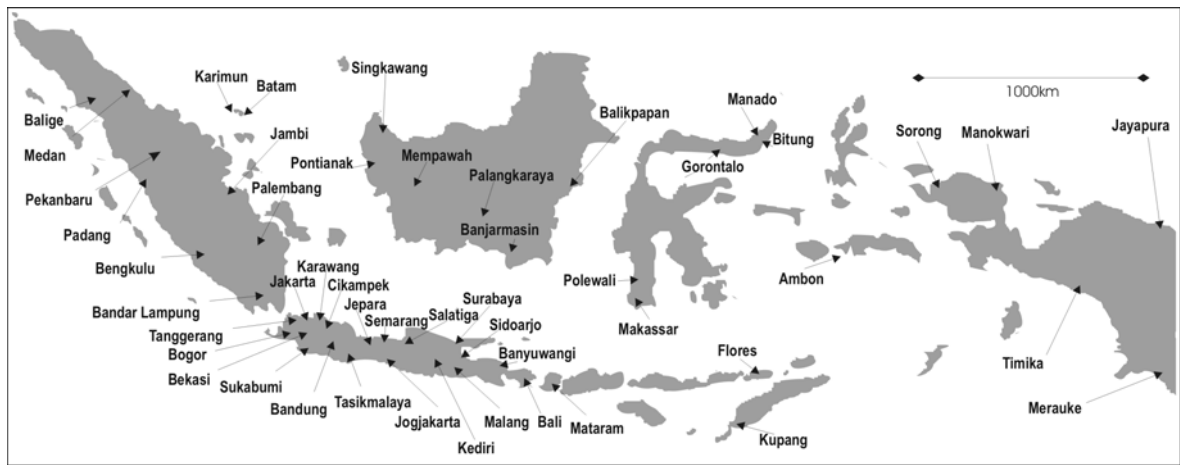 Karimun
Batam
Singkawang
Balige
Medan
Jambi
Pekanbaru
Palembang
Padang
Bengkulu
Pontianak
Mempawah
Palangkaraya
Banjarmasin
Balikpapan
Manado
Bitung
Gorontalo
1000km
Sorong
Manokwari
Jayapura
Ambon
Polewali
Makassar
Bandar Lampung
Jakarta
Karawang
Cikampek
Jepara
Semarang
Salatiga
Surabaya
Sidoarjo
Banyuwangi
Tanggerang
Bogor
Bekasi
Sukabumi
Bandung
Tasikmalaya
Jogjakarta
Kediri
Malang
Bali
Mataram
Flores
Kupang
Timika
Merauke